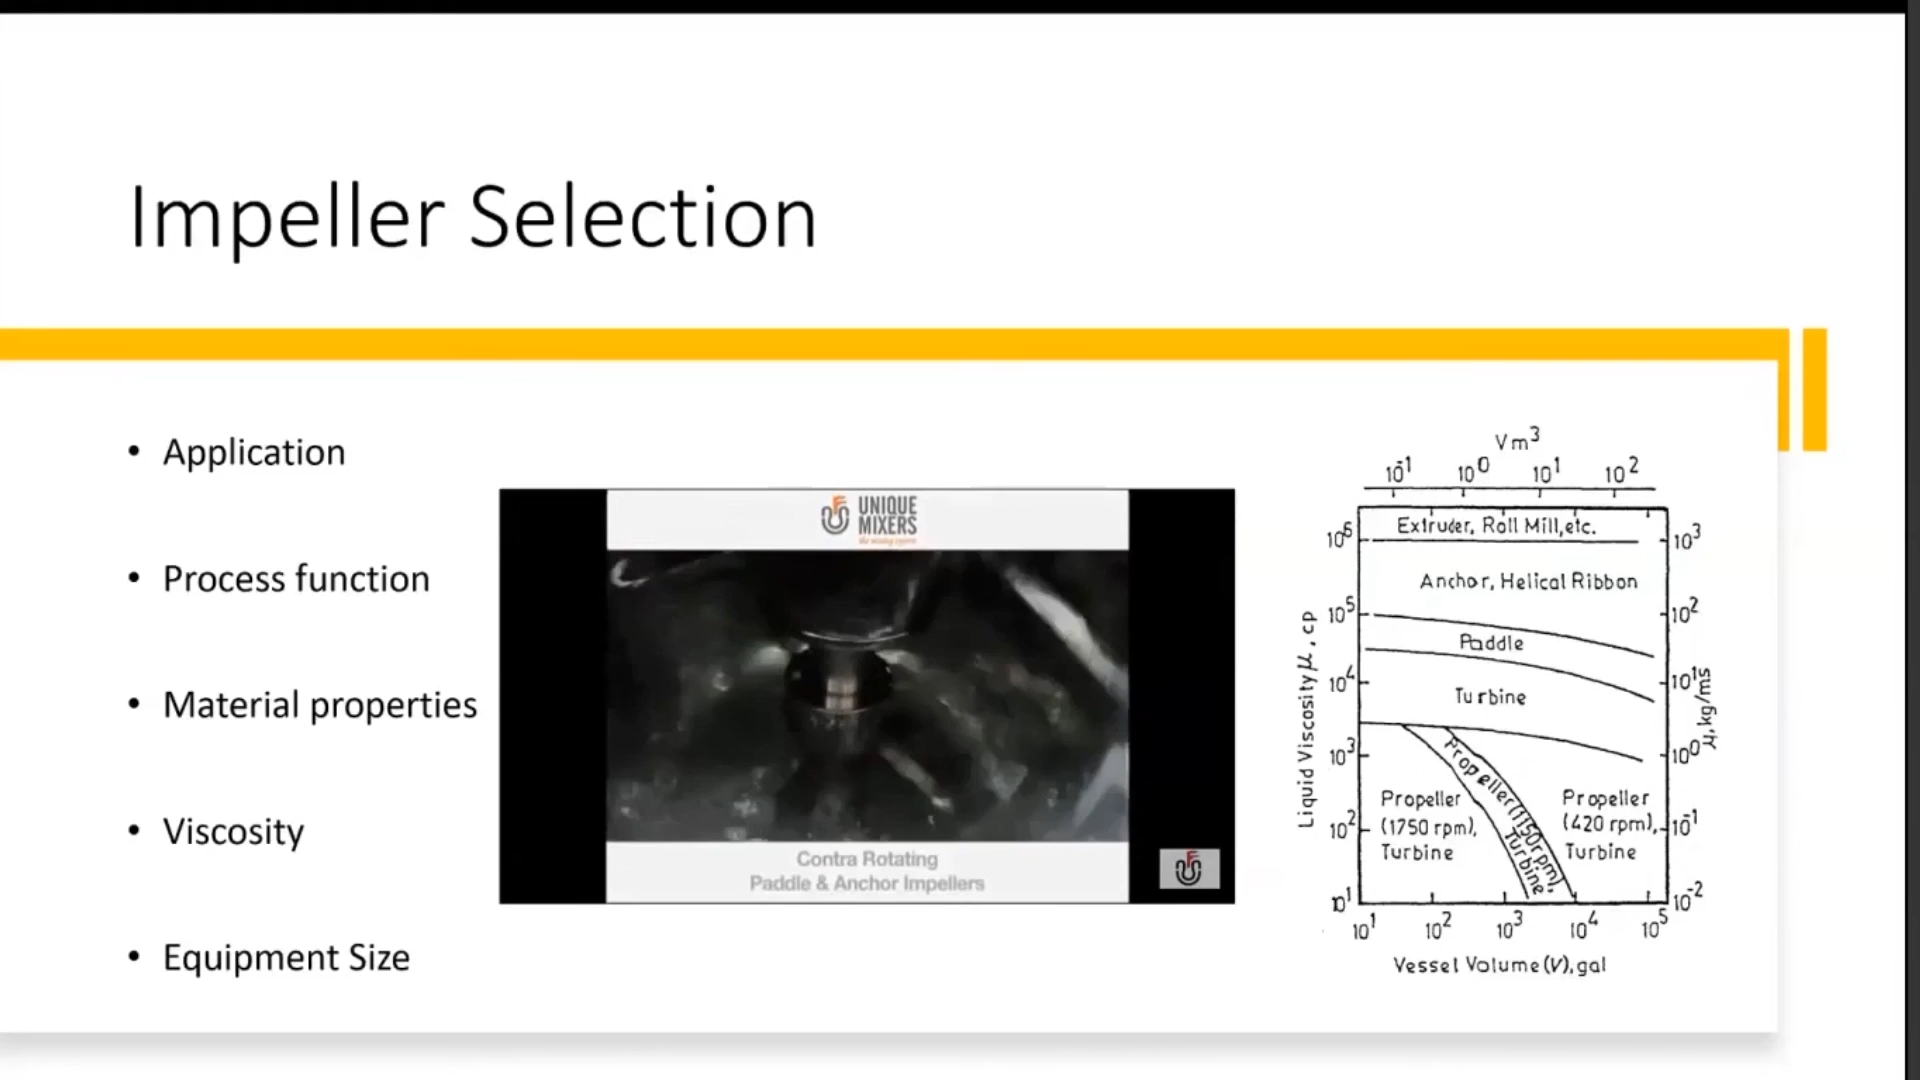 Impeller Selection
• Application
• Process function
• Material properties
• Viscosity
• Equipment Size
UNIQUE
MIXERS
the mixing experts
Contra Rotating
Paddle & Anchor Impellers
V m³
10⁻¹ 10⁰ 10¹ 10²
Extruder, Roll Mill, etc.
Anchor, Helical Ribbon
Paddle
Turbine
Propeller
(1750 rpm),
Turbine
Propeller (1150 rpm)
Turbine,
Propeller
(420 rpm),
Turbine
Liquid Viscosity μ, cp
10⁶
10⁵
10⁴
10³
10²
10¹
10³
10²
10¹
10⁰
10⁻¹
10⁻²
μ, kg/ms
10¹ 10² 10³ 10⁴ 10⁵
Vessel Volume (V), gal